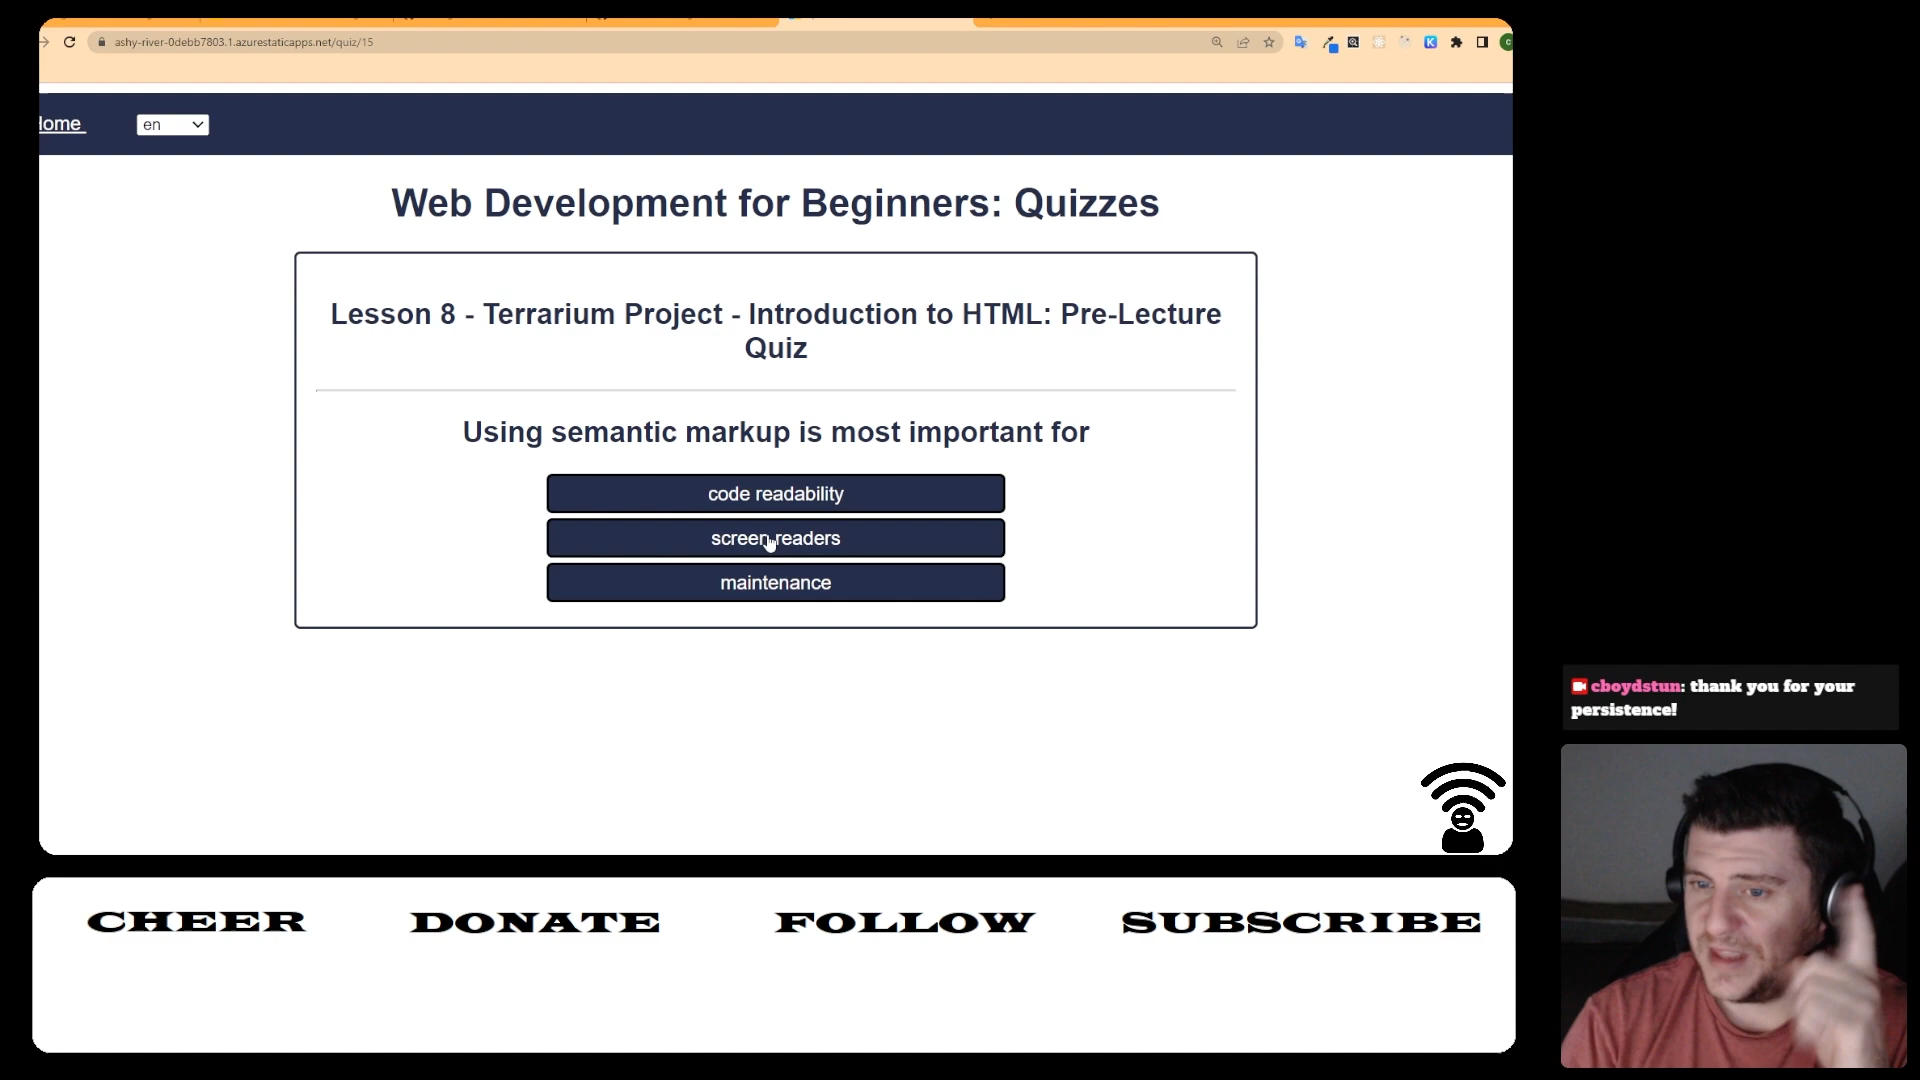 ashy-river-0debb7803.1.azurestaticapps.net/quiz/15
Home
en
Web Development for Beginners: Quizzes
Lesson 8 - Terrarium Project - Introduction to HTML: Pre-Lecture
Quiz
Using semantic markup is most important for
code readability
screen readers
maintenance
cboydstun: thank you for your
persistence!
CHEER DONATE FOLLOW SUBSCRIBE